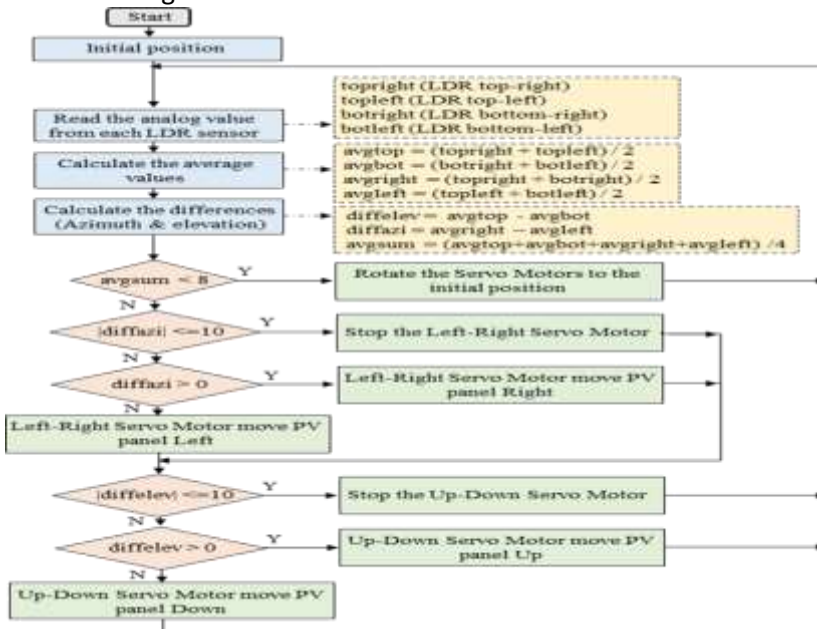 Start
Initial position
Read the analog value
from each LDR sensor
topright (LDR top-right)
topleft (LDR top-left)
botright (LDR bottom-right)
botleft (LDR bottom-left)
Calculate the average
values
avgtop = (topright + topleft) / 2
avgbot = (botright + botleft) / 2
avgright = (topright + botright) / 2
avgleft = (topleft + botleft) / 2
Calculate the differences
(Azimuth & elevation)
diffelev = avgtop - avgbot
diffazi = avgright - avgleft
avgsum = (avgtop+avgbot+avgright+avgleft) /4
avgsum < 8
Y
Rotate the Servo Motors to the
initial position
N
|diffazi| <=10
Y
Stop the Left-Right Servo Motor
N
diffazi > 0
Y
Left-Right Servo Motor move PV
panel Right
N
Left-Right Servo Motor move PV
panel Left
|diffelev| <=10
Y
Stop the Up-Down Servo Motor
N
diffelev > 0
Y
Up-Down Servo Motor move PV
panel Up
N
Up-Down Servo Motor move PV
panel Down